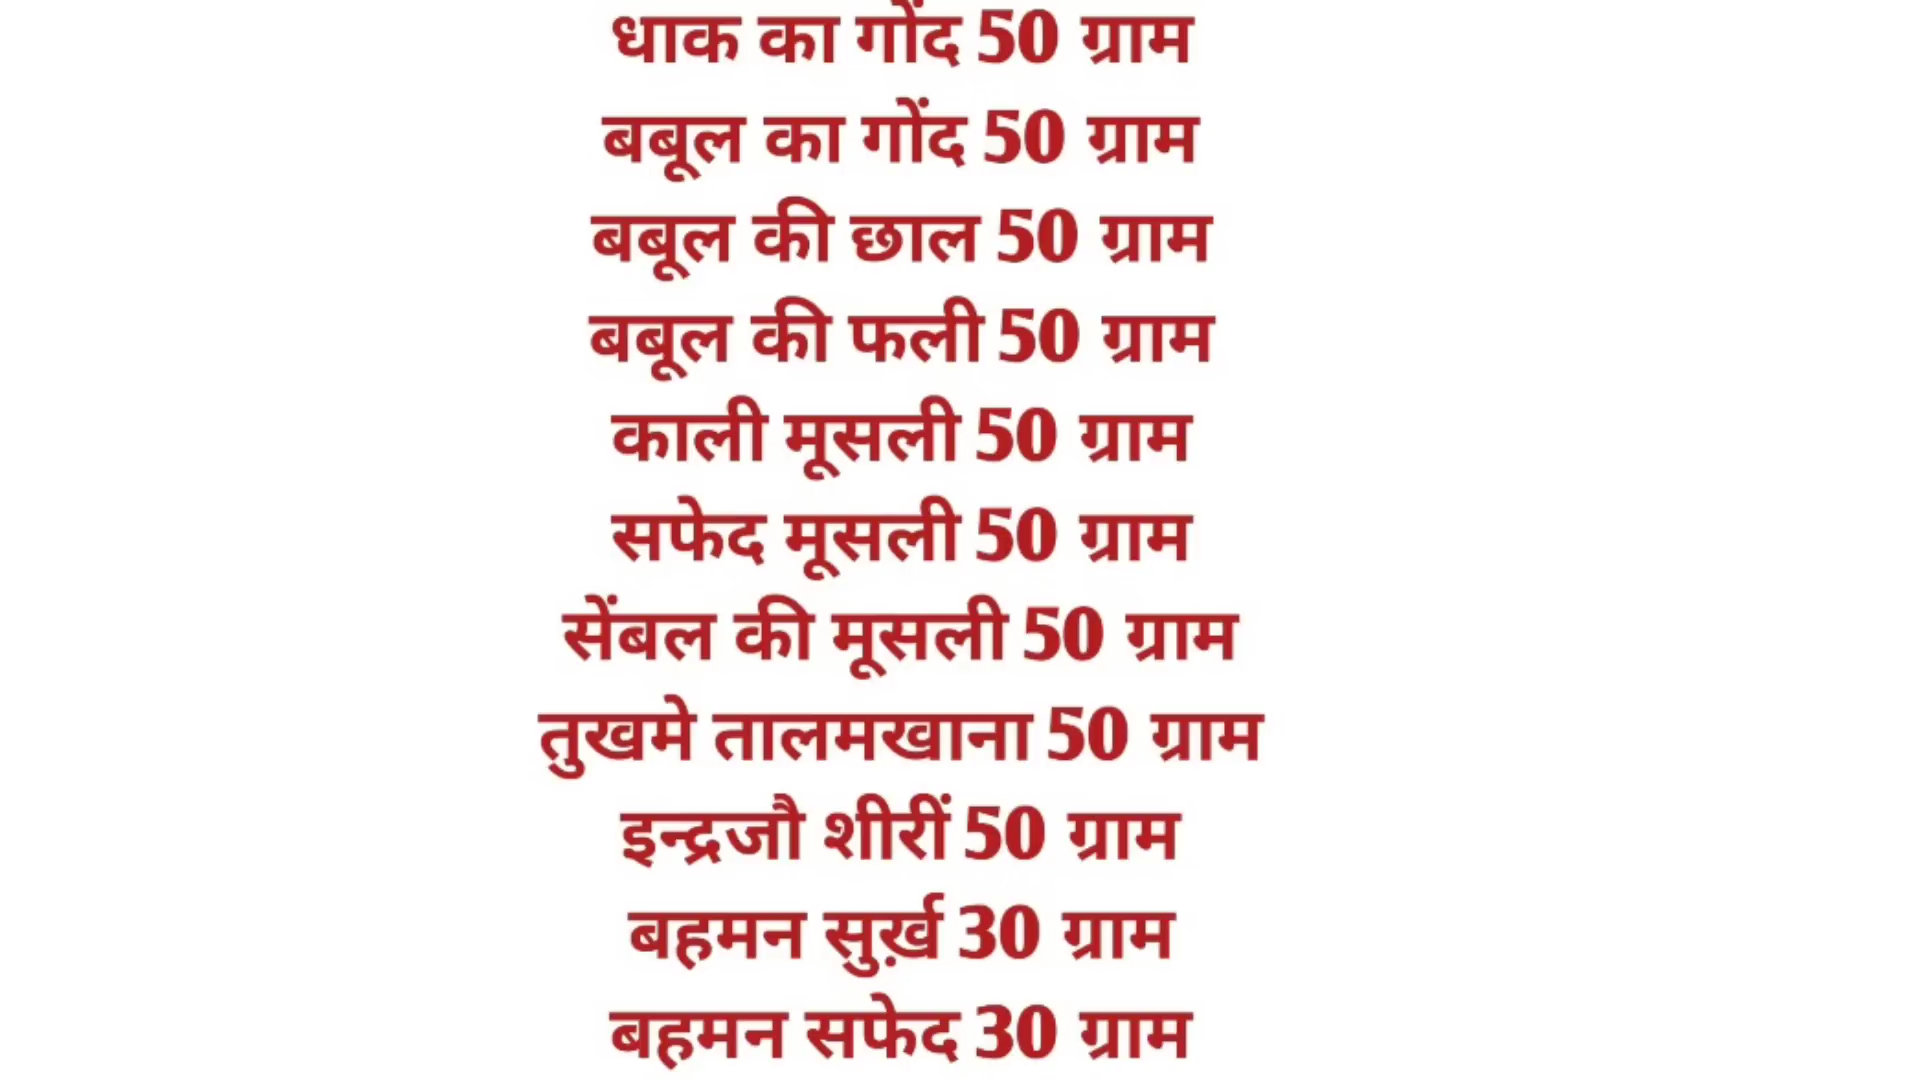 धाक का गोंद 50 ग्राम
बबूल का गोंद 50 ग्राम
बबूल की छाल 50 ग्राम
बबूल की फली 50 ग्राम
काली मूसली 50 ग्राम
सफेद मूसली 50 ग्राम
सेंबल की मूसली 50 ग्राम
तुखमे तालमखाना 50 ग्राम
इन्द्रजौ शीरीं 50 ग्राम
बहमन सुर्ख़ 30 ग्राम
बहमन सफेद 30 ग्राम